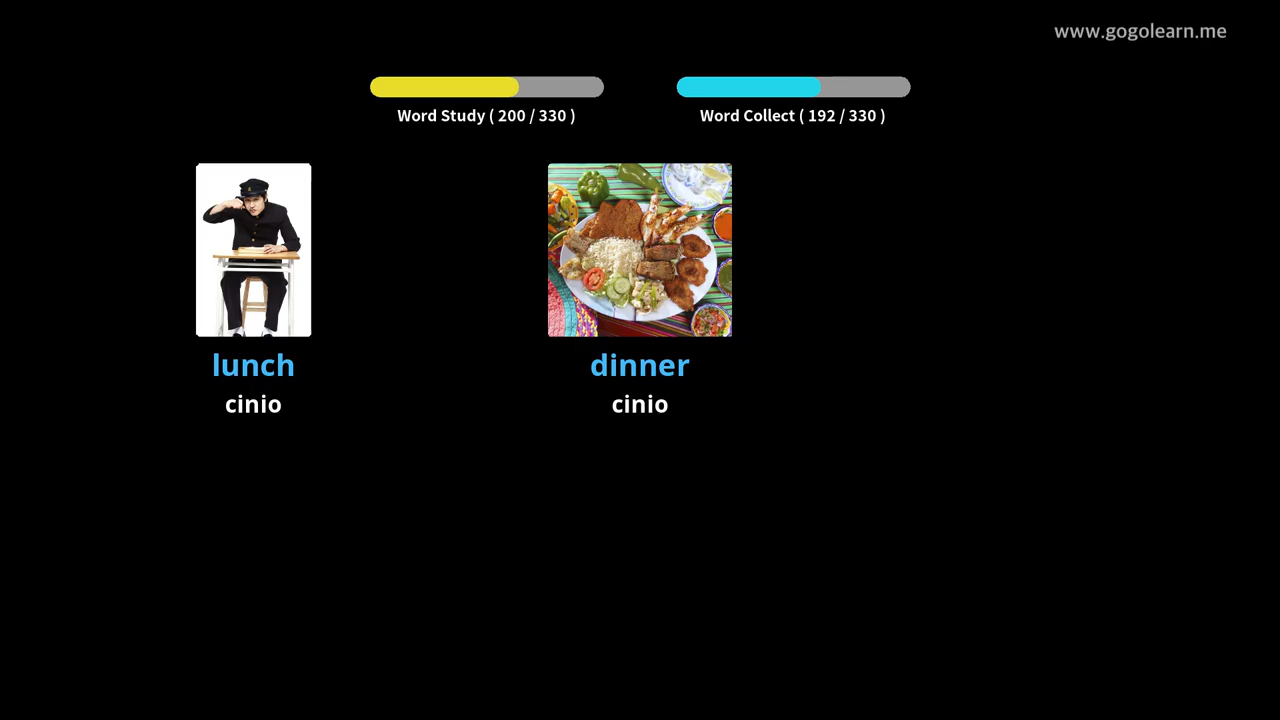 www.gogolearn.me
Word Study ( 200 / 330 )
Word Collect ( 192 / 330 )
lunch
cinio
dinner
cinio